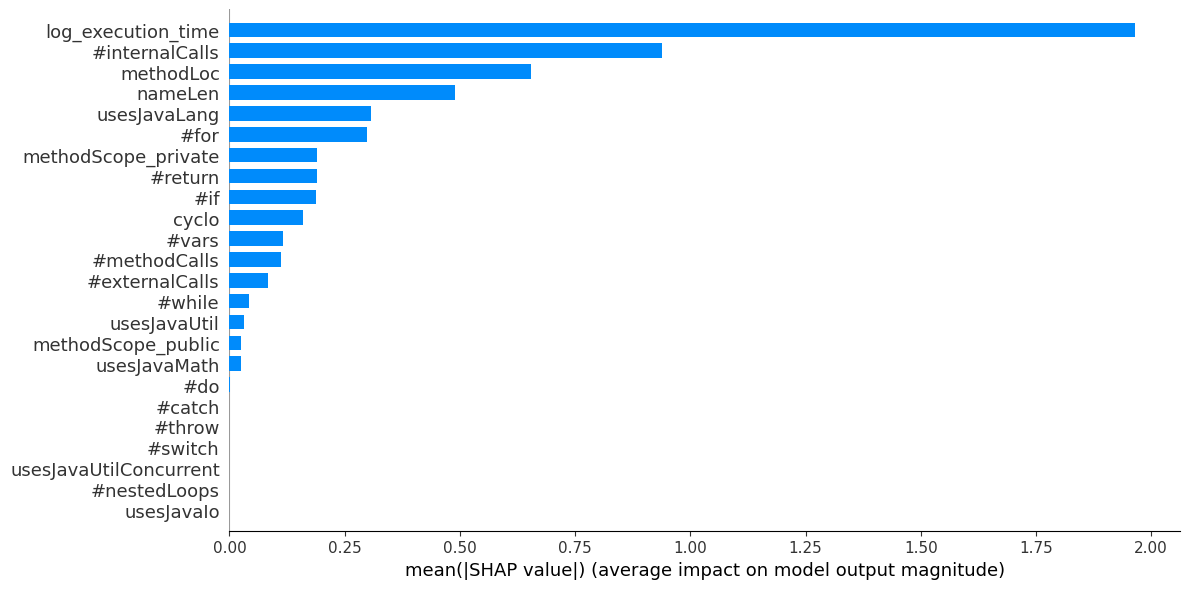 log_execution_time
#internalCalls
methodLoc
nameLen
usesJavaLang
#for
methodScope_private
#return
#if
cyclo
#vars
#methodCalls
#externalCalls
#while
usesJavaUtil
methodScope_public
usesJavaMath
#do
#catch
#throw
#switch
usesJavaUtilConcurrent
#nestedLoops
usesJavaIo
0.00 0.25 0.50 0.75 1.00 1.25 1.50 1.75 2.00
mean(|SHAP value|) (average impact on model output magnitude)